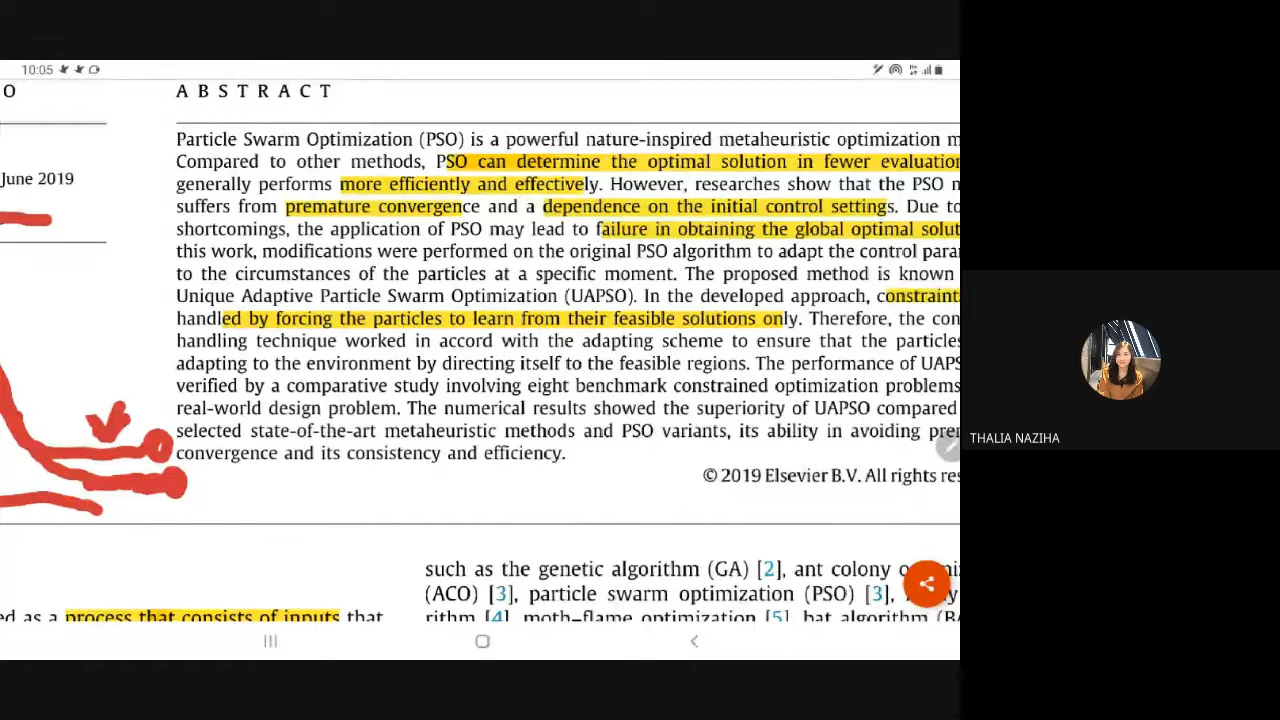 10:05
O
A B S T R A C T
Particle Swarm Optimization (PSO) is a powerful nature-inspired metaheuristic optimization m
Compared to other methods, PSO can determine the optimal solution in fewer evaluation
June 2019
generally performs more efficiently and effectively. However, researches show that the PSO
suffers from premature convergence and a dependence on the initial control settings. Due to
shortcomings, the application of PSO may lead to failure in obtaining the global optimal solut
this work, modifications were performed on the original PSO algorithm to adapt the control para
to the circumstances of the particles at a specific moment. The proposed method is known
Unique Adaptive Particle Swarm Optimization (UAPSO). In the developed approach, constraint
handled by forcing the particles to learn from their feasible solutions only. Therefore, the con
handling technique worked in accord with the adapting scheme to ensure that the particles
adapting to the environment by directing itself to the feasible regions. The performance of UAPS
verified by a comparative study involving eight benchmark constrained optimization problems
real-world design problem. The numerical results showed the superiority of UAPSO compared
selected state-of-the-art metaheuristic methods and PSO variants, its ability in avoiding prem
convergence and its consistency and efficiency.
© 2019 Elsevier B.V. All rights res
such as the genetic algorithm (GA) [2], ant colony
(ACO) [3], particle swarm optimization (PSO) [3],
rithm [4], moth–flame optimization [5], bat algorithm (BA
ed as a process that consists of inputs that
THALIA NAZIHA